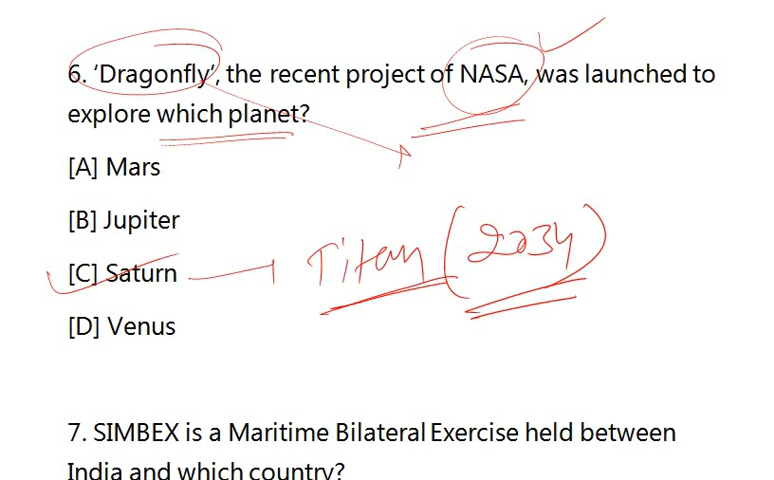 6. ‘Dragonfly’, the recent project of NASA, was launched to
explore which planet?
[A] Mars
[B] Jupiter
[C] Saturn
Titan (2034)
[D] Venus
7. SIMBEX is a Maritime Bilateral Exercise held between
India and which country?